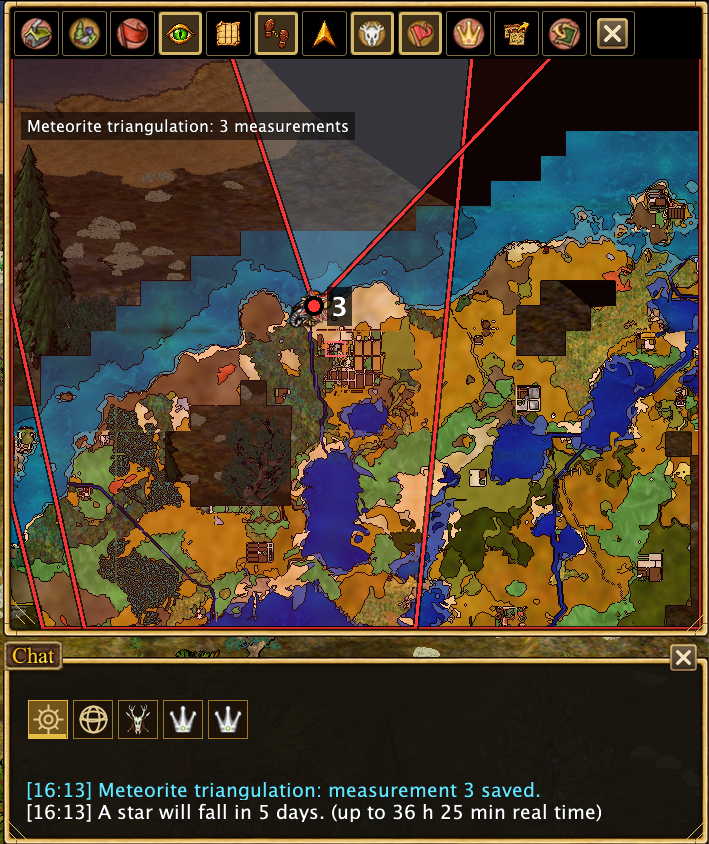 Meteorite triangulation: 3 measurements
3
Chat
[16:13] Meteorite triangulation: measurement 3 saved.
[16:13] A star will fall in 5 days. (up to 36 h 25 min real time)